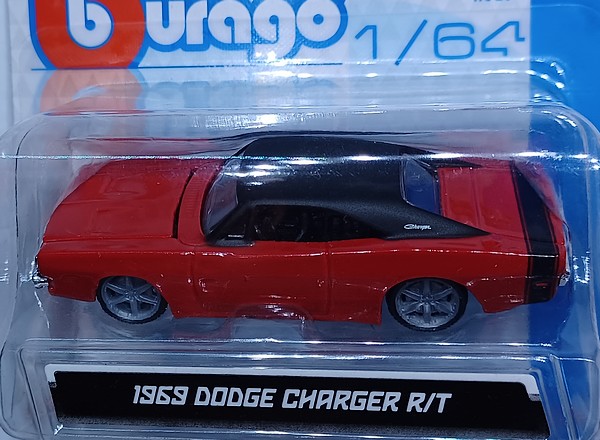 burago
1/64
Charger
1969 DODGE CHARGER R/T